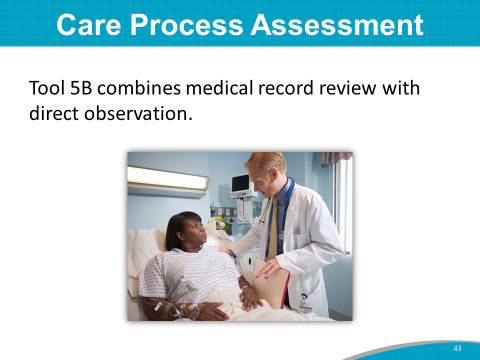 Care Process Assessment
Tool 5B combines medical record review with
direct observation.
43